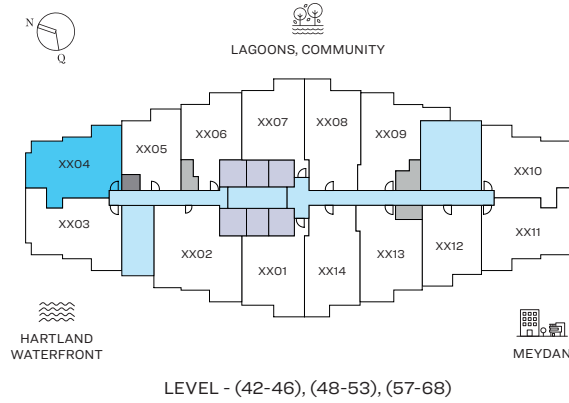 N
Q
LAGOONS, COMMUNITY
XX07
XX08
XX06
XX09
XX05
XX04
XX10
XX03
XX02
XX01
XX14
XX13
XX12
XX11
HARTLAND
WATERFRONT
MEYDAN
LEVEL - (42-46), (48-53), (57-68)